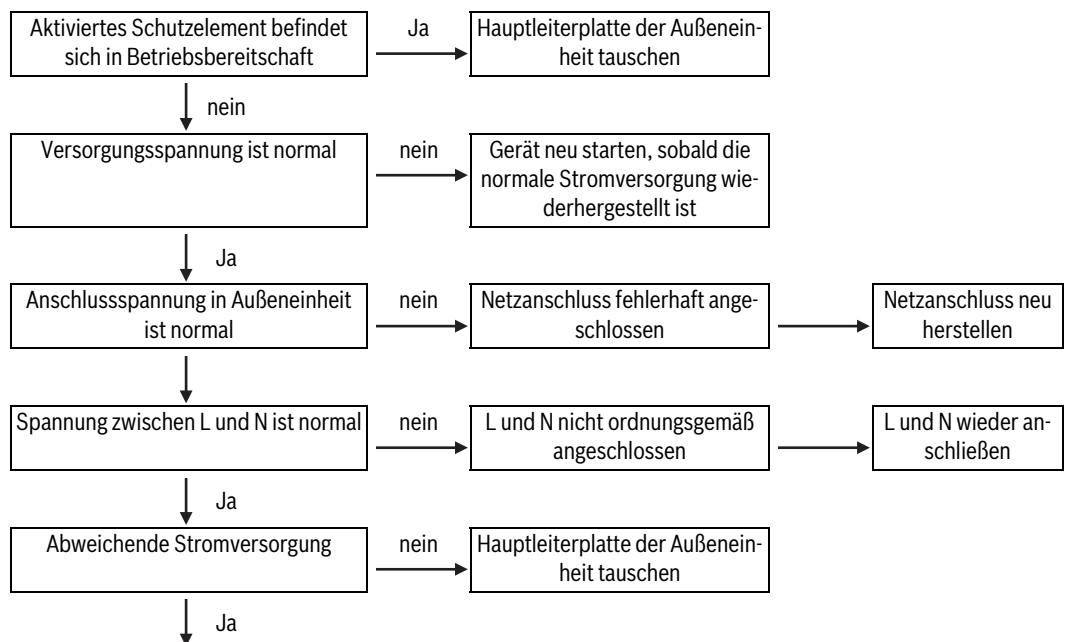 Aktiviertes Schutzelement befindet
sich in Betriebsbereitschaft
Ja
Hauptleiterplatte der Außenein-
heit tauschen
nein
Versorgungsspannung ist normal
nein
Gerät neu starten, sobald die
normale Stromversorgung wie-
derhergestellt ist
Ja
Anschlussspannung in Außeneinheit
ist normal
nein
Netzanschluss fehlerhaft ange-
schlossen
Netzanschluss neu
herstellen
Spannung zwischen L und N ist normal
nein
L und N nicht ordnungsgemäß
angeschlossen
L und N wieder an-
schließen
Ja
Abweichende Stromversorgung
nein
Hauptleiterplatte der Außenein-
heit tauschen
Ja